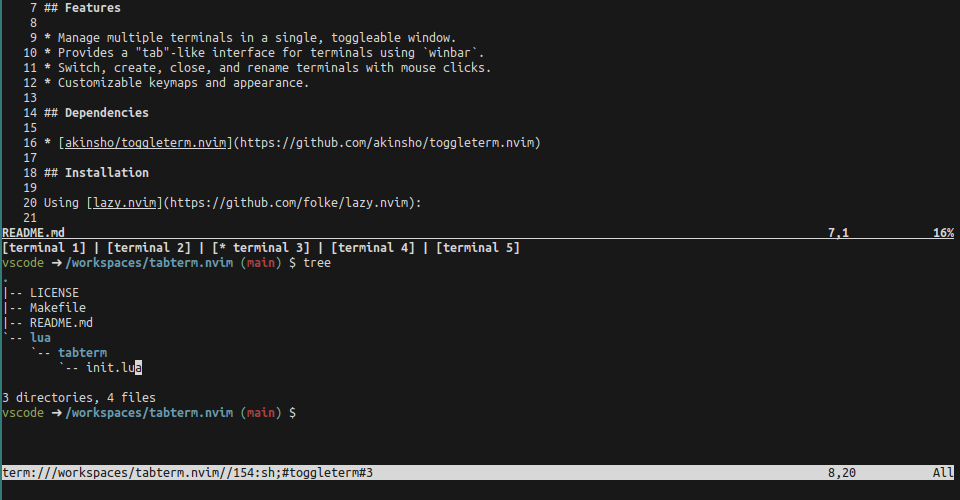 7 ## Features
8
9 * Manage multiple terminals in a single, toggleable window.
10 * Provides a "tab"-like interface for terminals using `winbar`.
11 * Switch, create, close, and rename terminals with mouse clicks.
12 * Customizable keymaps and appearance.
13
14 ## Dependencies
15
16 * [akinsho/toggleterm.nvim](https://github.com/akinsho/toggleterm.nvim)
17
18 ## Installation
19
20 Using [lazy.nvim](https://github.com/folke/lazy.nvim):
21
README.md 7,1 16%
[terminal 1] | [terminal 2] | [* terminal 3] | [terminal 4] | [terminal 5]
vscode ➜ /workspaces/tabterm.nvim (main) $ tree
.
|-- LICENSE
|-- Makefile
|-- README.md
`-- lua
    `-- tabterm
        `-- init.lua
3 directories, 4 files
vscode ➜ /workspaces/tabterm.nvim (main) $
term:///workspaces/tabterm.nvim//154:sh;#toggleterm#3 8,20 All